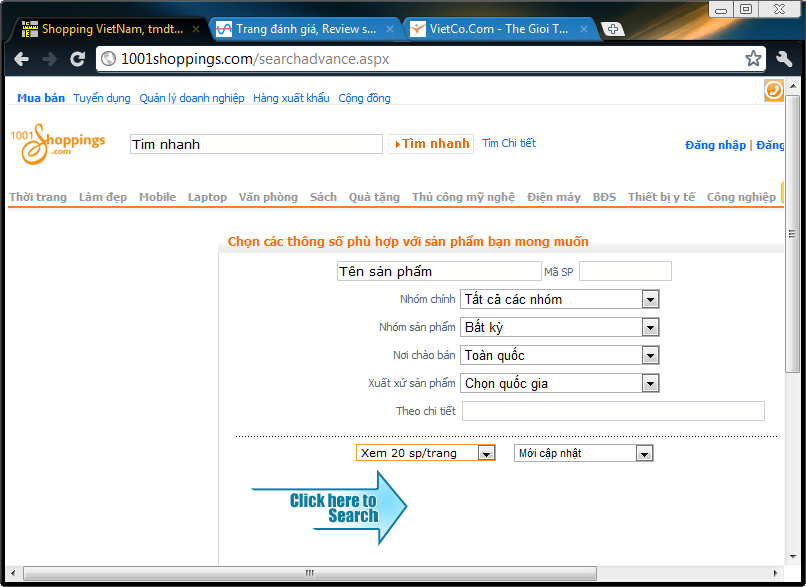 Shopping VietNam, tmdt...
Trang đánh giá, Review s...
VietCo.Com - The Gioi T...
1001shoppings.com/searchadvance.aspx
Mua bán Tuyển dụng Quản lý doanh nghiệp Hàng xuất khẩu Cộng đồng
1001 Shoppings .com
Tìm nhanh
Tìm nhanh
Tìm Chi tiết
Đăng nhập | Đăng
Thời trang Làm đẹp Mobile Laptop Văn phòng Sách Quà tặng Thủ công mỹ nghệ Điện máy BĐS Thiết bị y tế Công nghiệp
Chọn các thông số phù hợp với sản phẩm bạn mong muốn
Tên sản phẩm Mã SP
Nhóm chính Tất cả các nhóm
Nhóm sản phẩm Bất kỳ
Nơi chào bán Toàn quốc
Xuất xứ sản phẩm Chọn quốc gia
Theo chi tiết
Xem 20 sp/trang Mới cập nhật
Click here to
Search